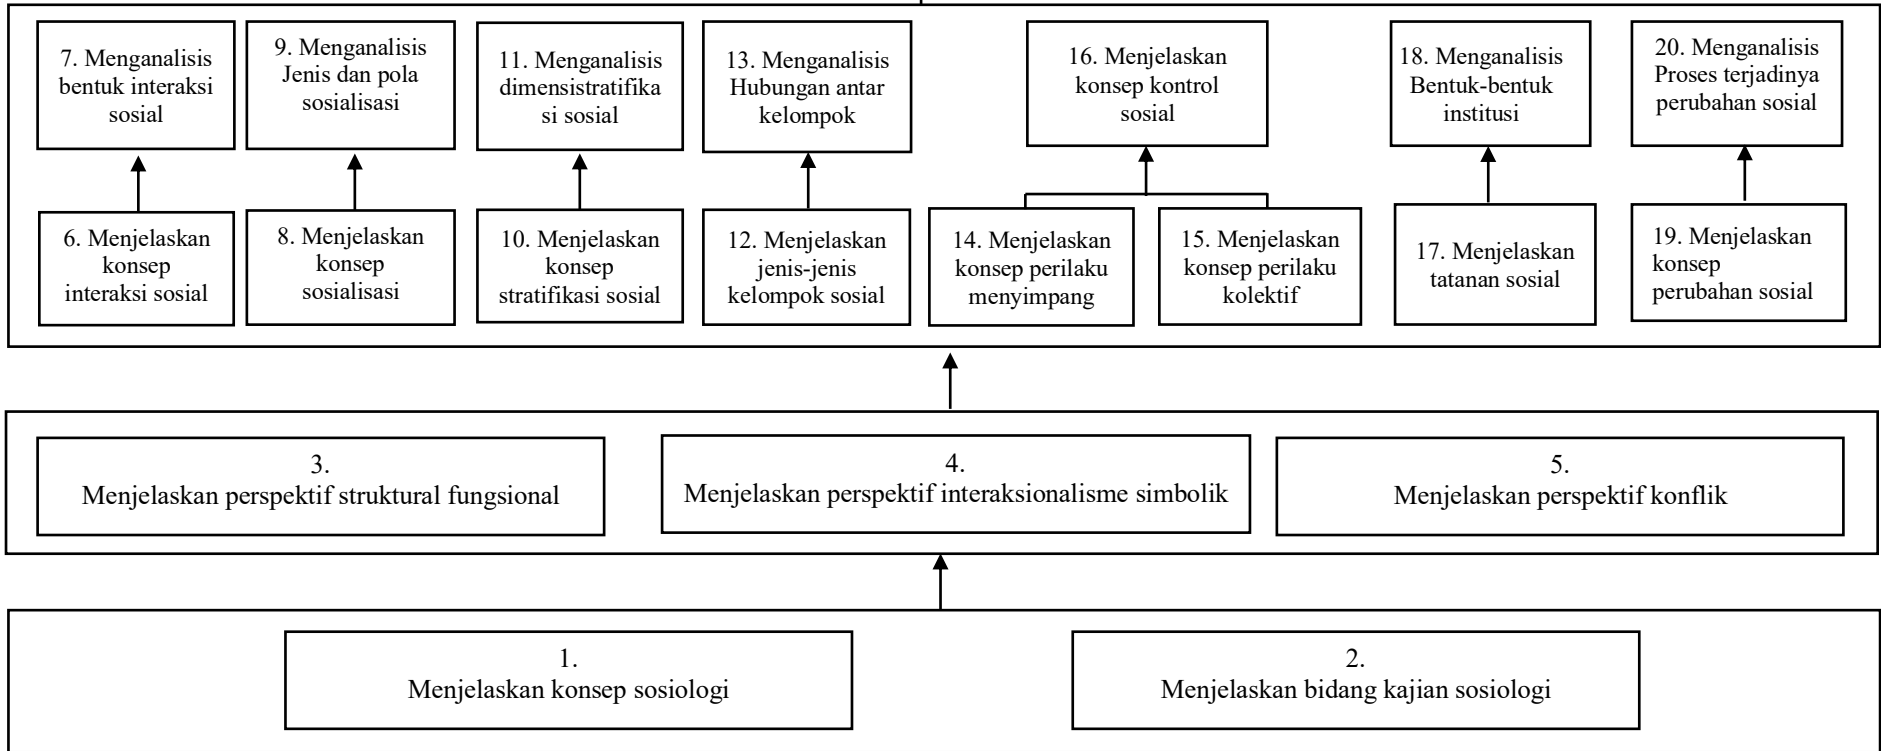 7. Menganalisis
bentuk interaksi
sosial
9. Menganalisis
Jenis dan pola
sosialisasi
11. Menganalisis
dimensistratifika
si sosial
13. Menganalisis
Hubungan antar
kelompok
16. Menjelaskan
konsep kontrol
sosial
18. Menganalisis
Bentuk-bentuk
institusi
20. Menganalisis
Proses terjadinya
perubahan sosial
6. Menjelaskan
konsep
interaksi sosial
8. Menjelaskan
konsep
sosialisasi
10. Menjelaskan
konsep
stratifikasi sosial
12. Menjelaskan
jenis-jenis
kelompok sosial
14. Menjelaskan
konsep perilaku
menyimpang
15. Menjelaskan
konsep perilaku
kolektif
17. Menjelaskan
tatanan sosial
19. Menjelaskan
konsep
perubahan sosial
3.
Menjelaskan perspektif struktural fungsional
4.
Menjelaskan perspektif interaksionalisme simbolik
5.
Menjelaskan perspektif konflik
1.
Menjelaskan konsep sosiologi
2.
Menjelaskan bidang kajian sosiologi